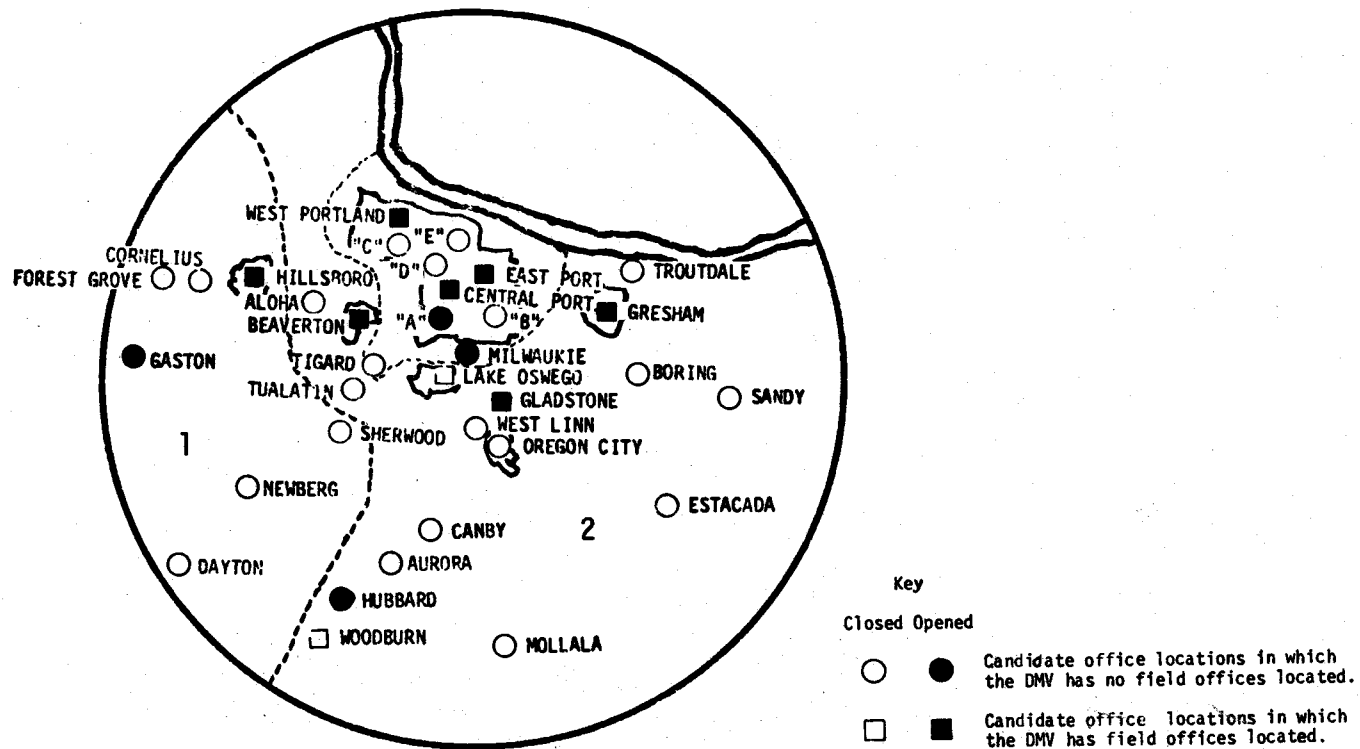 WEST PORTLAND
"C" "E"
CORNELIUS
"D"
FOREST GROVE
HILLSBORO
EAST PORT
TROUTDALE
ALOHA
CENTRAL PORT
BEAVERTON
"A"
"B"
GRESHAM
GASTON
TIGARD
MILWAUKIE
TUALATIN
LAKE OSWEGO
BORING
GLADSTONE
SANDY
1
SHERWOOD
WEST LINN
OREGON CITY
NEWBERG
ESTACADA
CANBY
2
DAYTON
AURORA
HUBBARD
WOODBURN
MOLLALA
Key
Closed Opened
Candidate office locations in which
the DMV has no field offices located.
Candidate office locations in which
the DMV has field offices located.